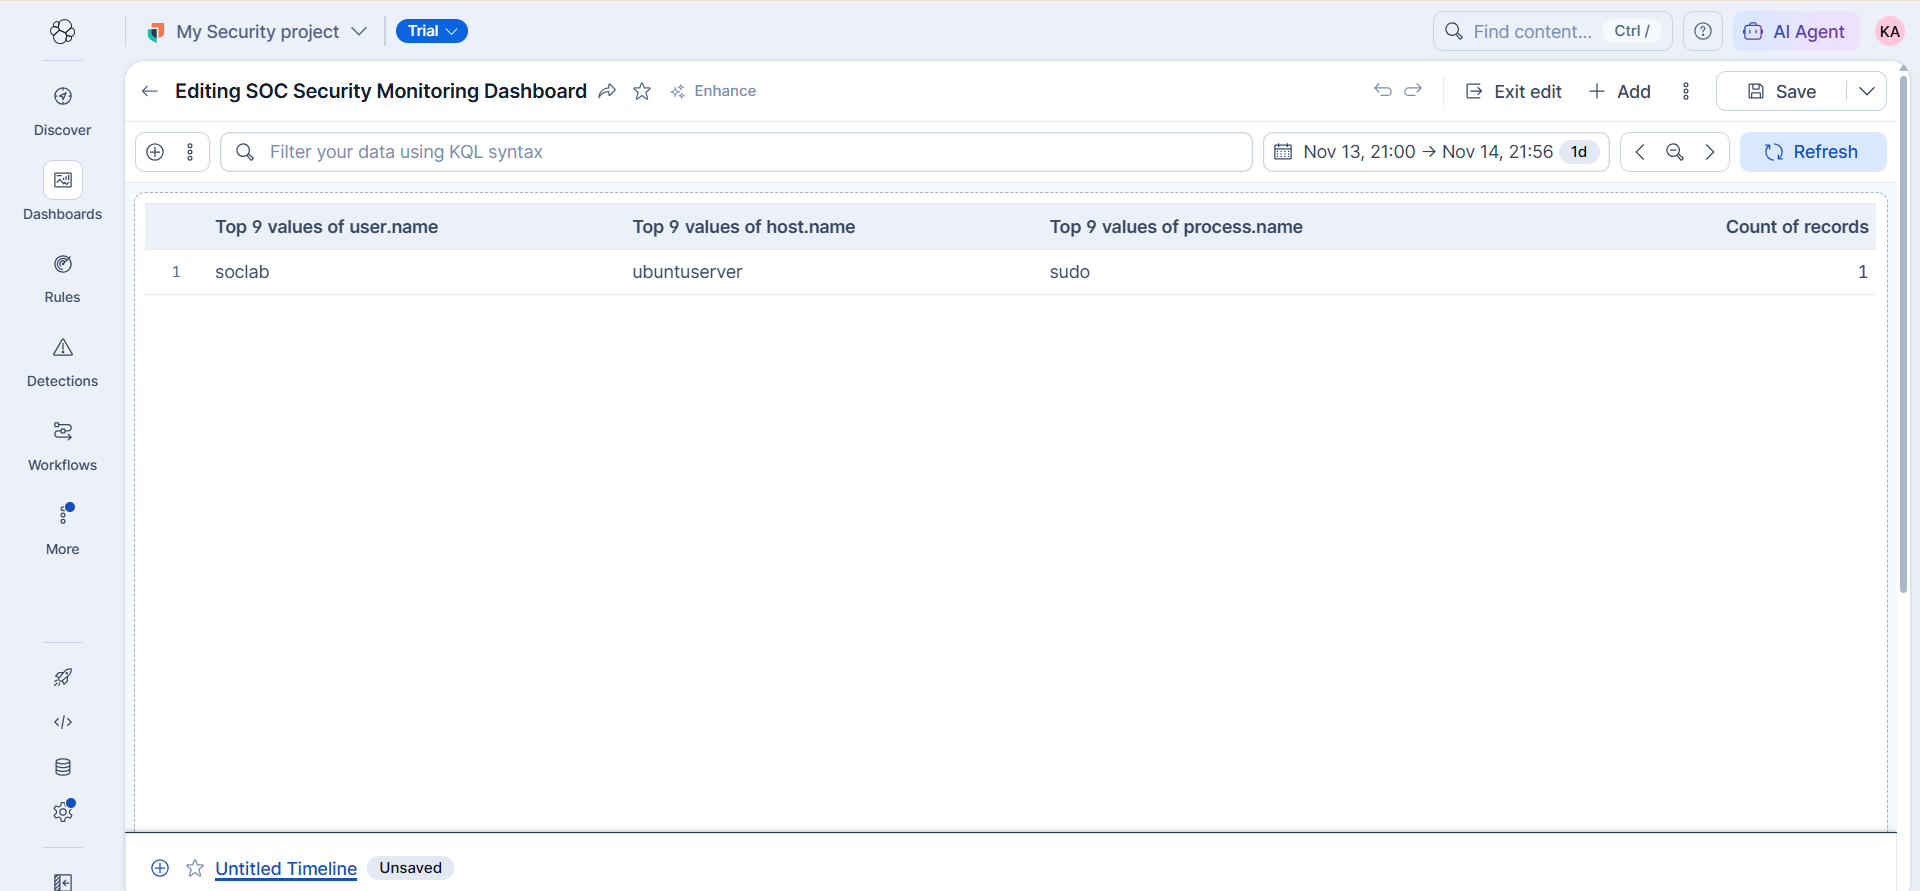 My Security project
Trial
Find content...
Ctrl /
AI Agent
KA
Discover
Dashboards
Rules
Detections
Workflows
More
Editing SOC Security Monitoring Dashboard
Enhance
Exit edit
Add
Save
Filter your data using KQL syntax
Nov 13, 21:00 → Nov 14, 21:56 1d
Refresh
Top 9 values of user.name Top 9 values of host.name Top 9 values of process.name Count of records
1 soclab ubuntuserver sudo 1
Untitled Timeline Unsaved